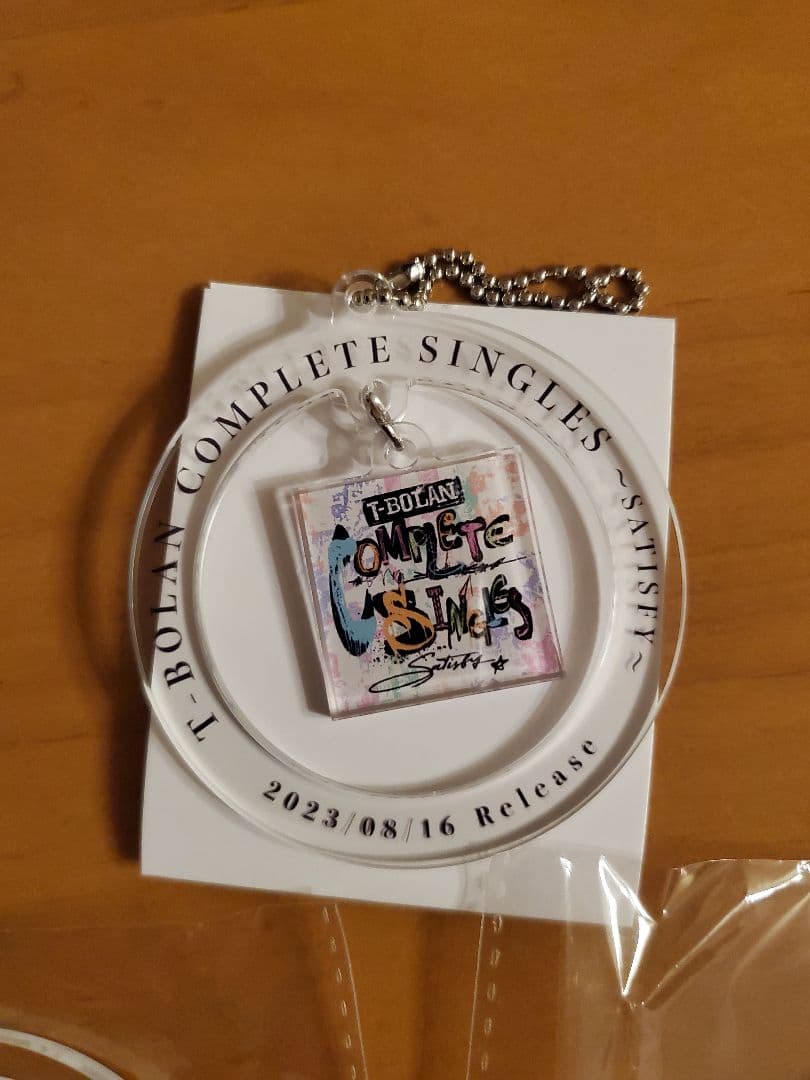 T-BOLAN COMPLETE SINGLES ～SATISFY～
T-BOLAN
COMPLETE
SINGLES
Satisfy ☆
2023/08/16 Release